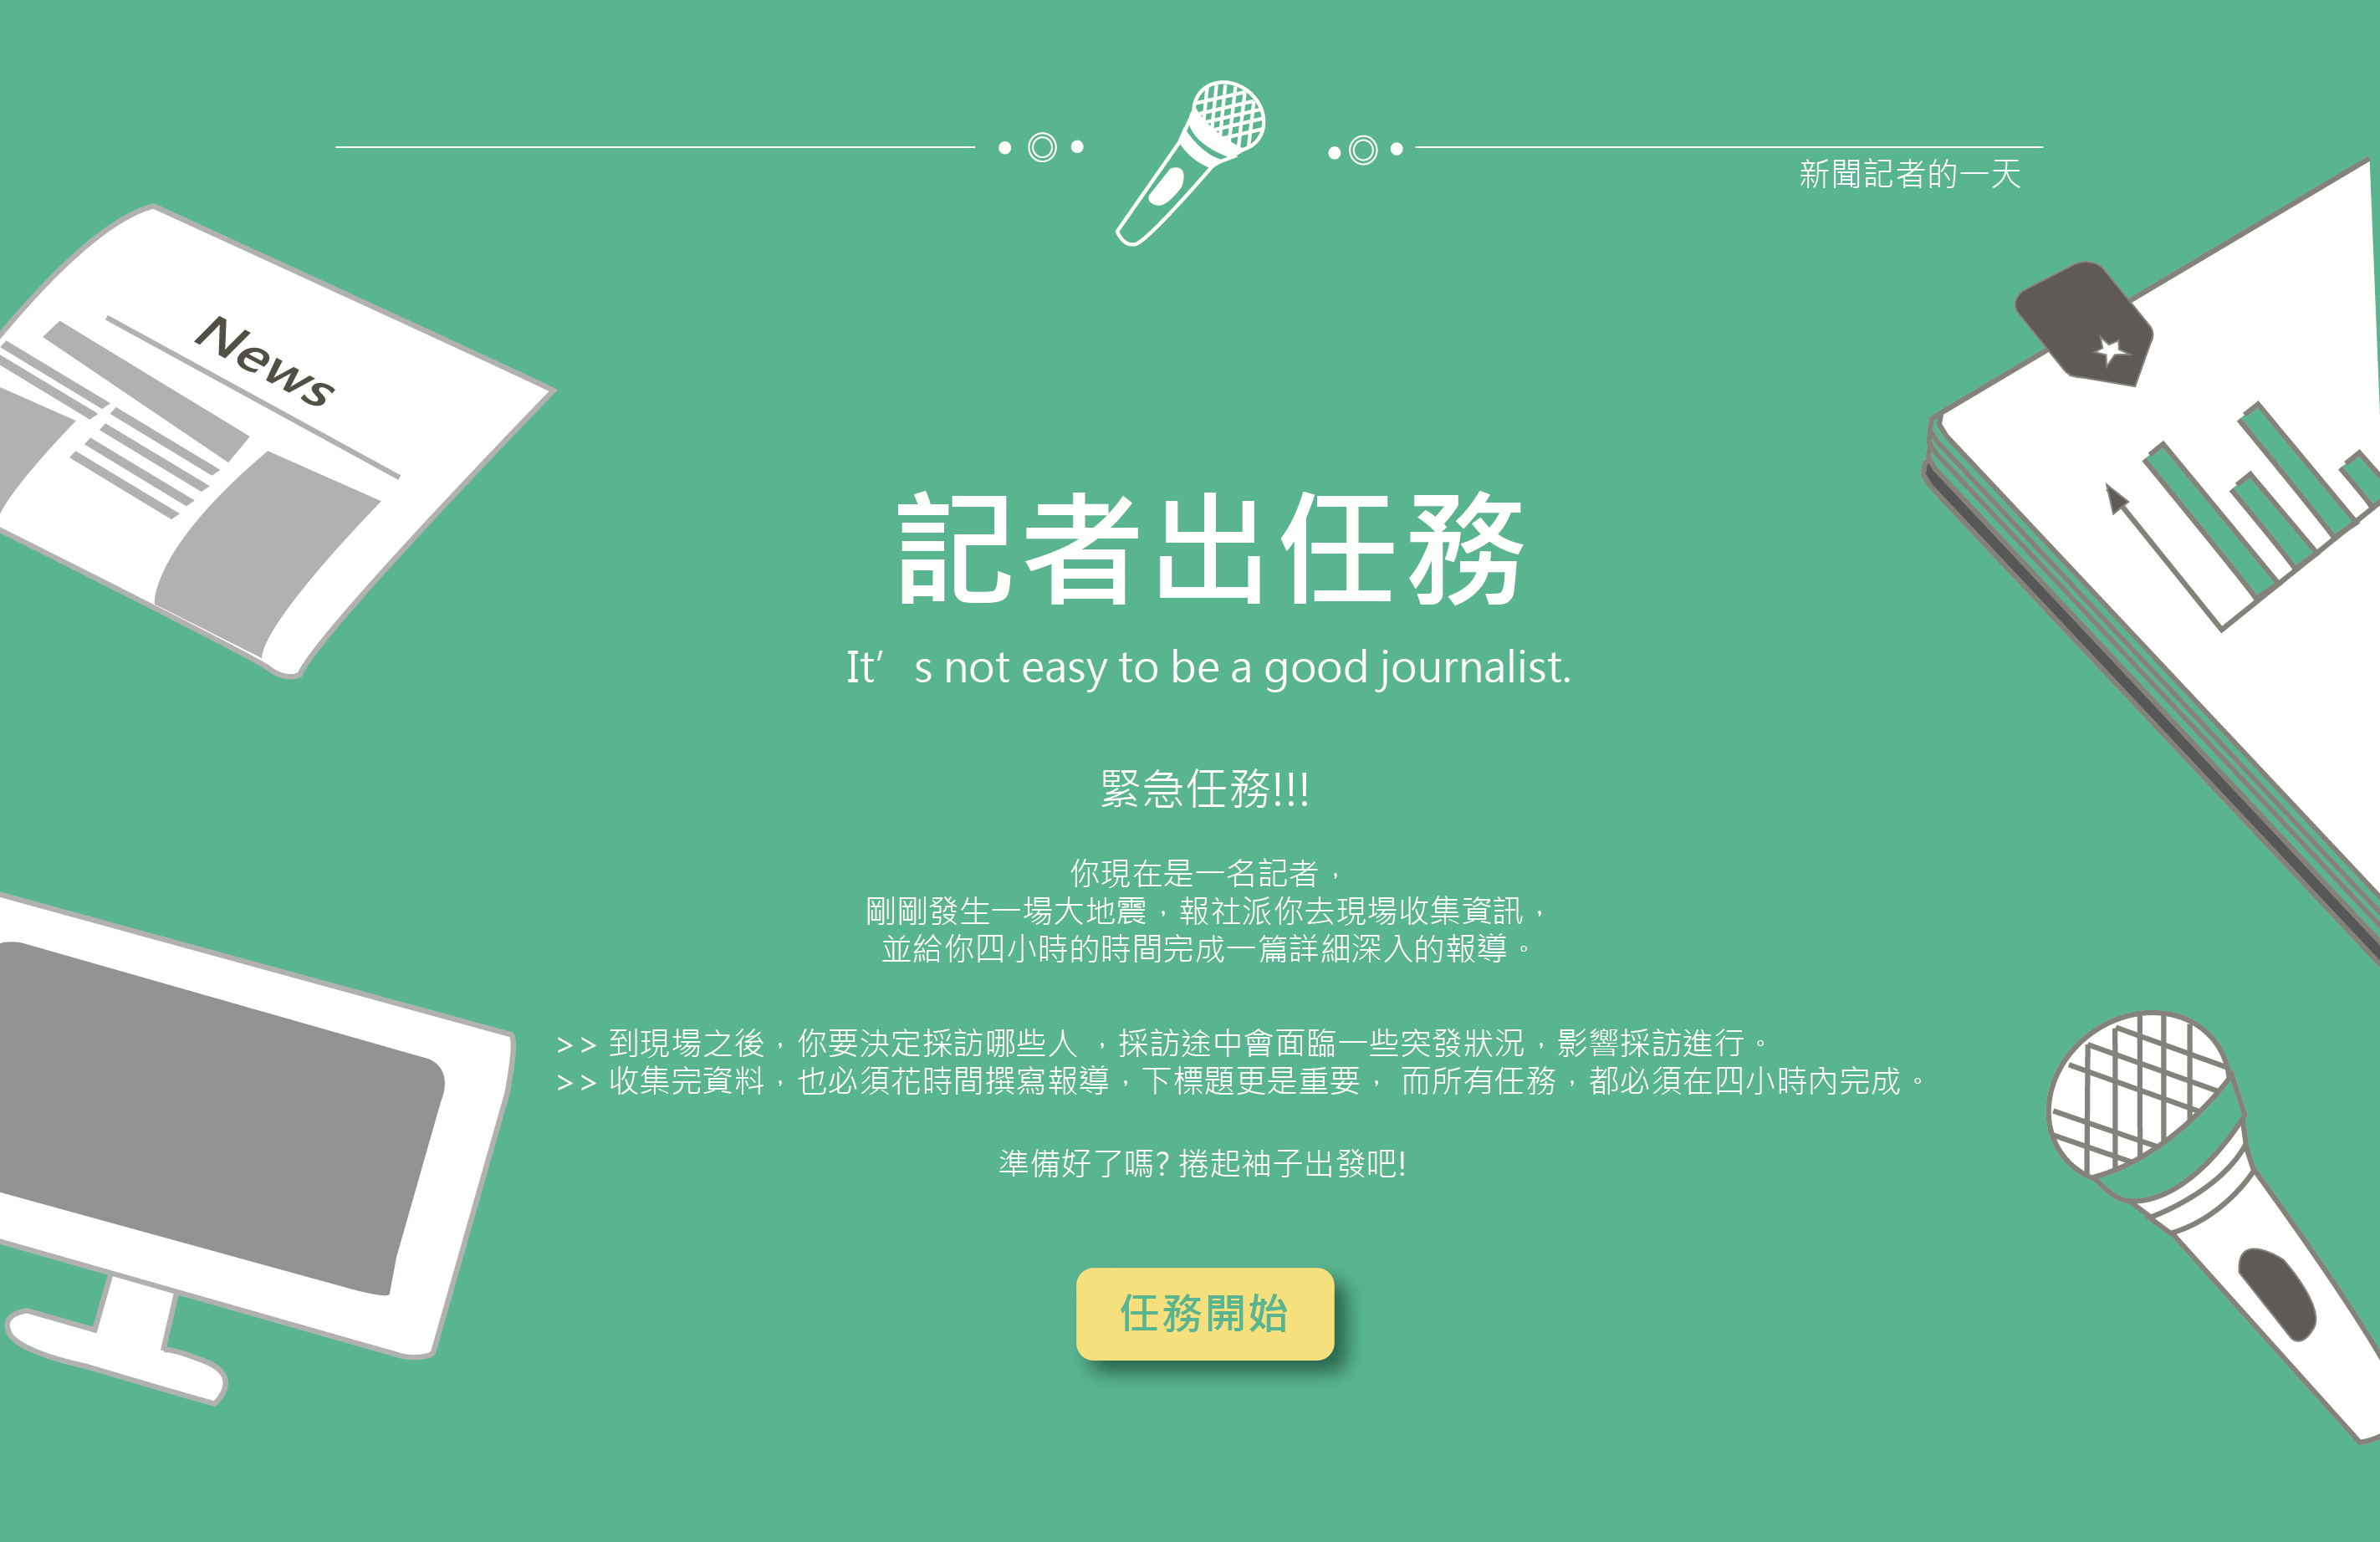 新聞記者的一天
News
記者出任務
It’s not easy to be a good journalist.
緊急任務!!!
你現在是一名記者，
剛剛發生一場大地震，報社派你去現場收集資訊，
並給你四小時的時間完成一篇詳細深入的報導。
>> 到現場之後，你要決定採訪哪些人 ，採訪途中會面臨一些突發狀況，影響採訪進行。
>> 收集完資料，也必須花時間撰寫報導，下標題更是重要， 而所有任務，都必須在四小時內完成。
準備好了嗎? 捲起袖子出發吧!
任務開始